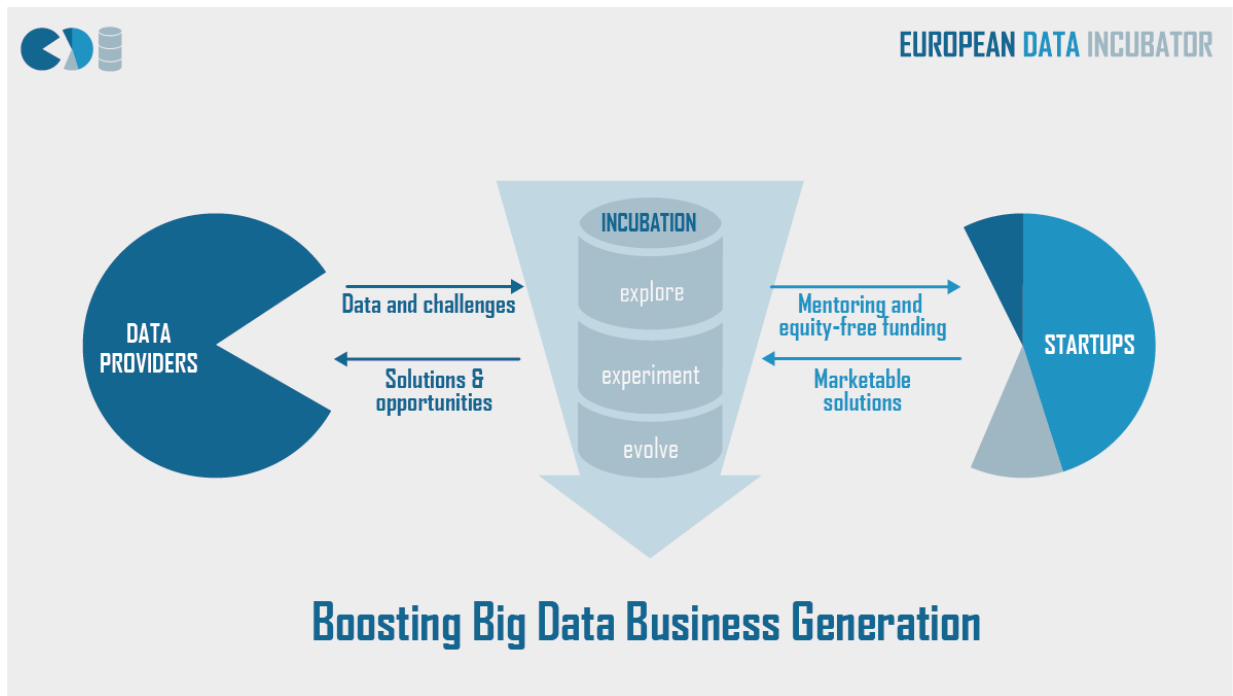 EUROPEAN DATA INCUBATOR
INCUBATION
explore
experiment
evolve
DATA
PROVIDERS
Data and challenges
Solutions &
opportunities
Mentoring and
equity-free funding
Marketable
solutions
STARTUPS
Boosting Big Data Business Generation